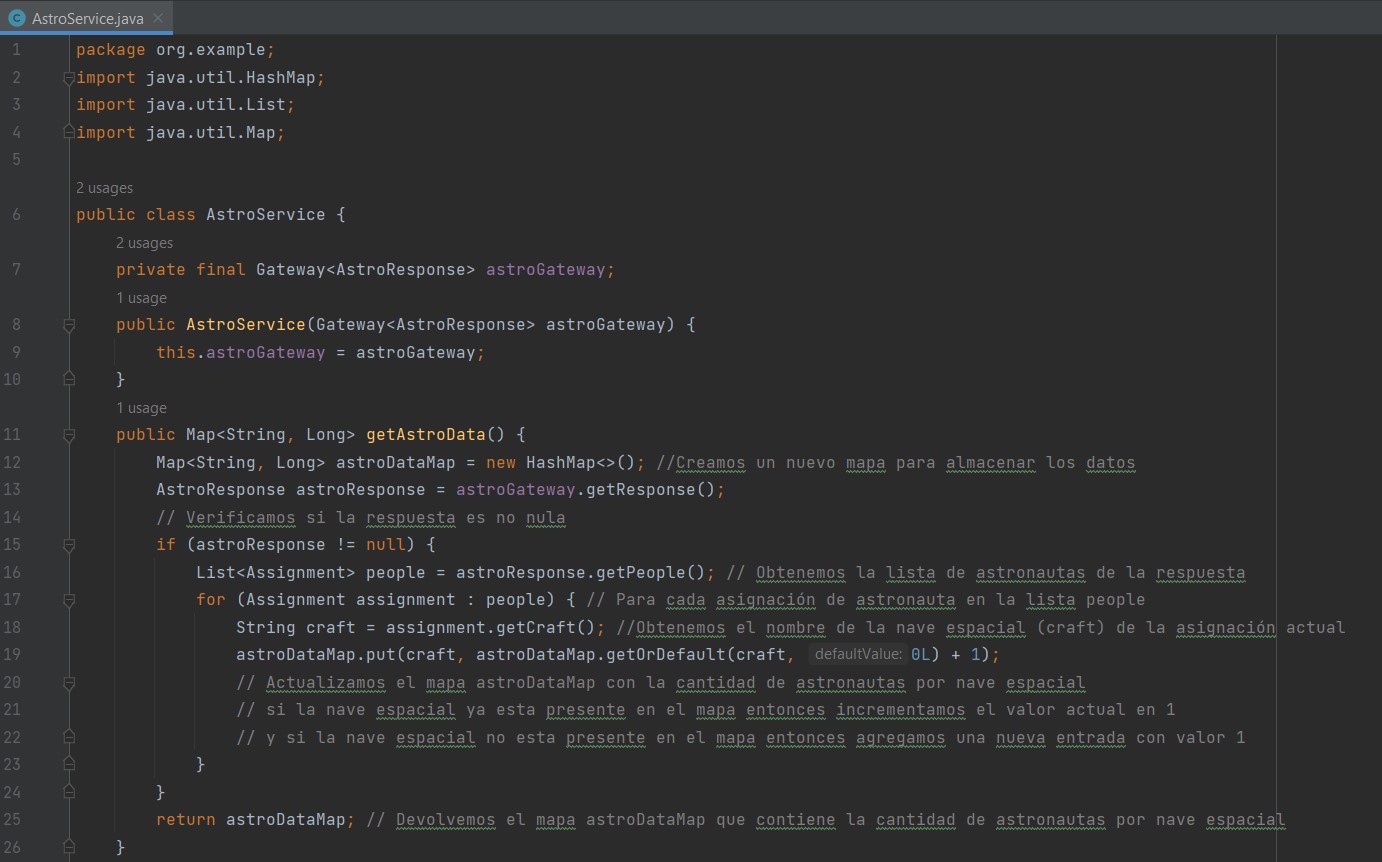 AstroService.java
1 package org.example;
2 import java.util.HashMap;
3 import java.util.List;
4 import java.util.Map;
5
2 usages
6 public class AstroService {
2 usages
7 private final Gateway<AstroResponse> astroGateway;
1 usage
8 public AstroService(Gateway<AstroResponse> astroGateway) {
9 this.astroGateway = astroGateway;
10 }
1 usage
11 public Map<String, Long> getAstroData() {
12 Map<String, Long> astroDataMap = new HashMap<>(); //Creamos un nuevo mapa para almacenar los datos
13 AstroResponse astroResponse = astroGateway.getResponse();
14 // Verificamos si la respuesta es no nula
15 if (astroResponse != null) {
16 List<Assignment> people = astroResponse.getPeople(); // Obtenemos la lista de astronautas de la respuesta
17 for (Assignment assignment : people) { // Para cada asignación de astronauta en la lista people
18 String craft = assignment.getCraft(); //Obtenemos el nombre de la nave espacial (craft) de la asignación actual
19 astroDataMap.put(craft, astroDataMap.getOrDefault(craft, defaultValue: 0L) + 1);
20 // Actualizamos el mapa astroDataMap con la cantidad de astronautas por nave espacial
21 // si la nave espacial ya esta presente en el mapa entonces incrementamos el valor actual en 1
22 // y si la nave espacial no esta presente en el mapa entonces agregamos una nueva entrada con valor 1
23 }
24 }
25 return astroDataMap; // Devolvemos el mapa astroDataMap que contiene la cantidad de astronautas por nave espacial
26 }